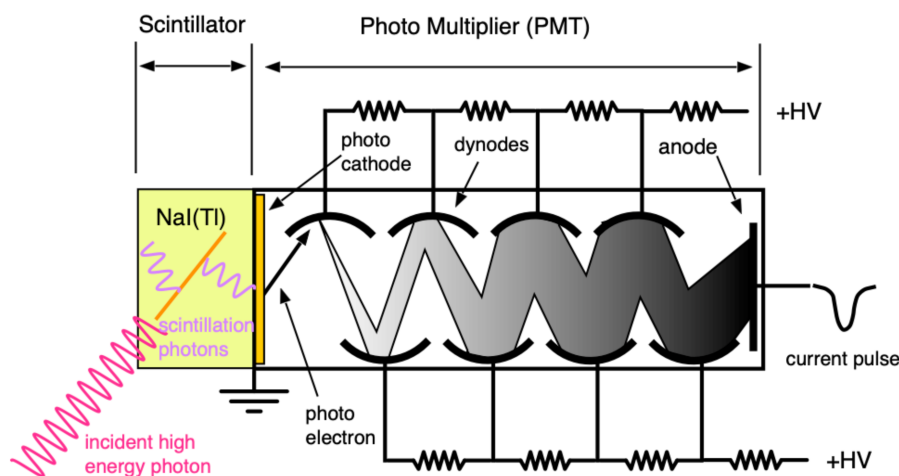 Scintillator
Photo Multiplier (PMT)
+HV
photo
cathode
dynodes
anode
NaI(Tl)
scintillation
photons
current pulse
photo
electron
incident high
energy photon
+HV